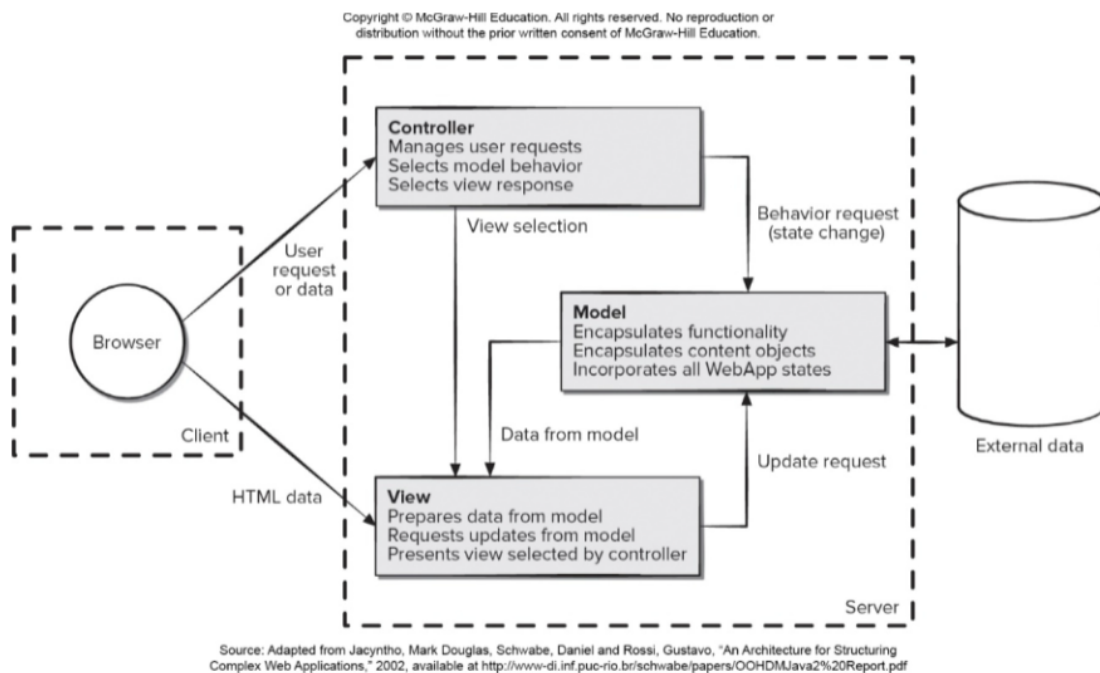 Copyright © McGraw-Hill Education. All rights reserved. No reproduction or
distribution without the prior written consent of McGraw-Hill Education.
Controller
Manages user requests
Selects model behavior
Selects view response
View selection
Behavior request
(state change)
User
request
or data
Browser
Model
Encapsulates functionality
Encapsulates content objects
Incorporates all WebApp states
Client
Data from model
External data
Update request
HTML data
View
Prepares data from model
Requests updates from model
Presents view selected by controller
Server
Source: Adapted from Jacyntho, Mark Douglas, Schwabe, Daniel and Rossi, Gustavo, "An Architecture for Structuring
Complex Web Applications," 2002, available at http://www-di.inf.puc-rio.br/schwabe/papers/OOHDMJava2%20Report.pdf